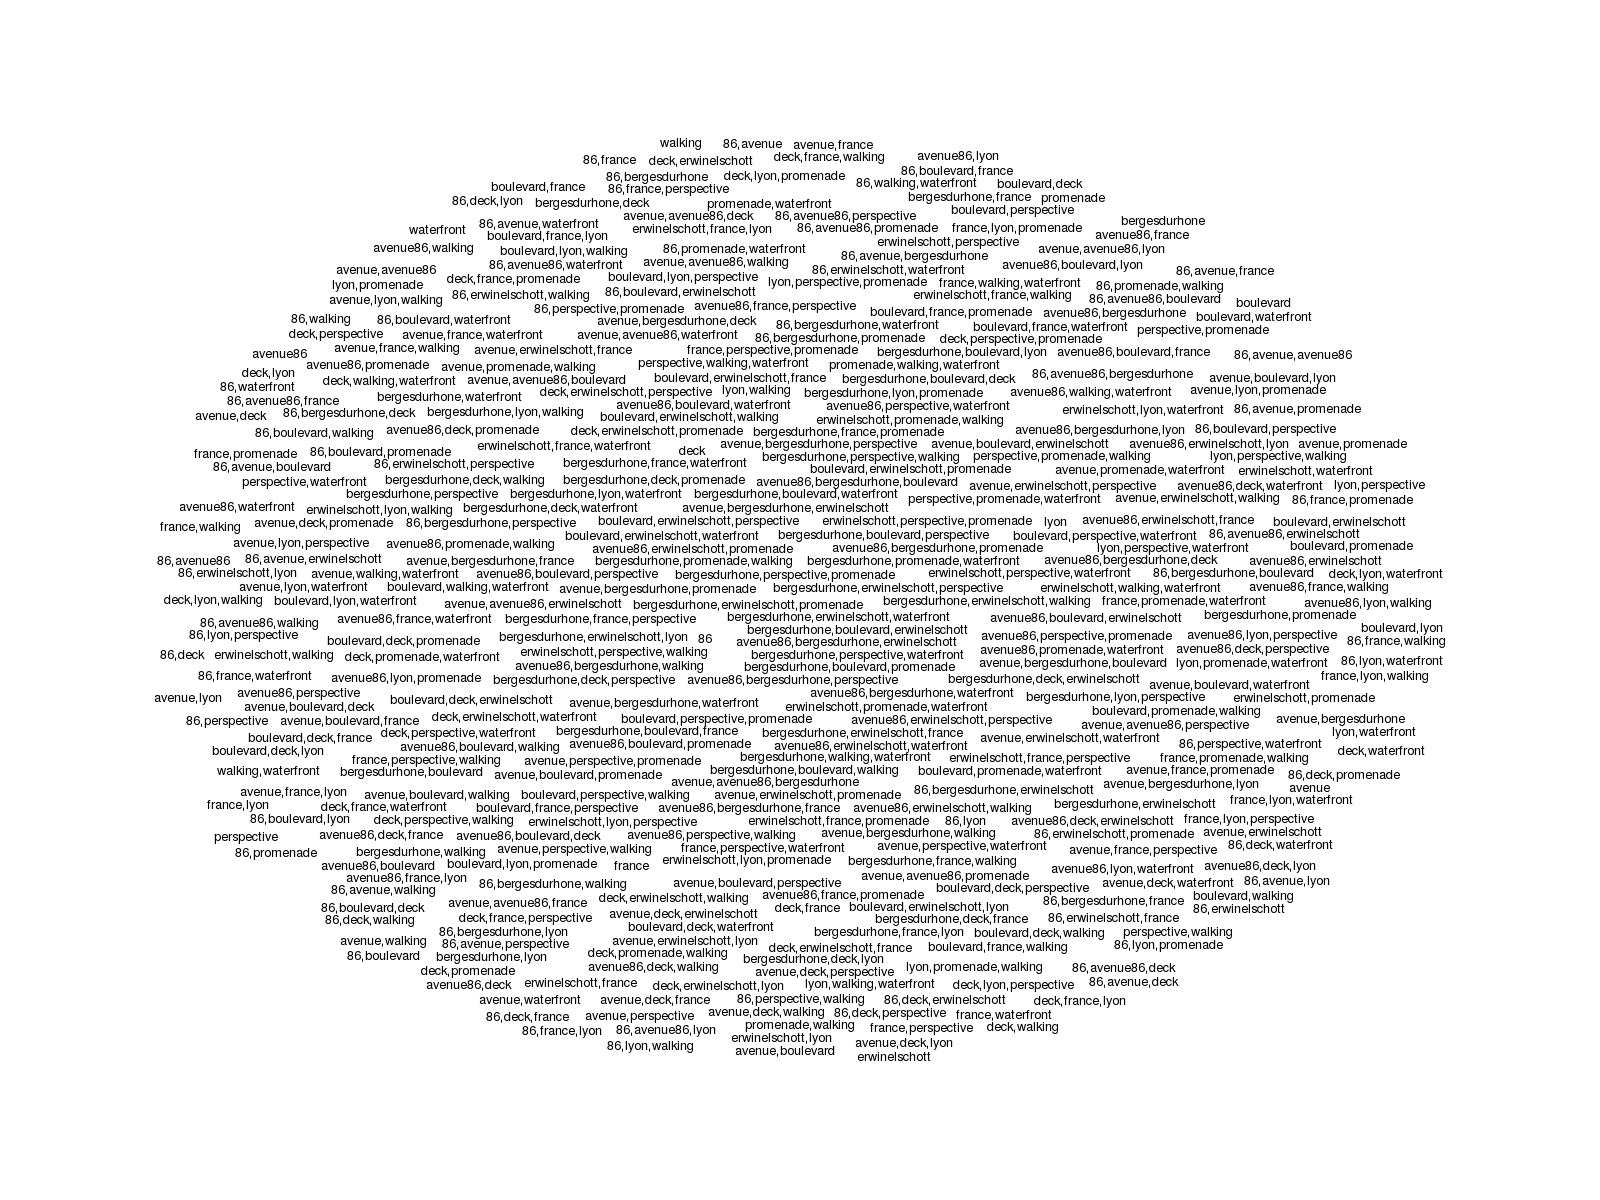 walking 86,avenue avenue,france
86,france deck,erwinelschott deck,france,walking avenue86,lyon
86,bergesdurhone deck,lyon,promenade 86,boulevard,france
boulevard,france 86,france,perspective 86,walking,waterfront boulevard,deck
86,deck,lyon bergesdurhone,deck promenade,waterfront bergesdurhone,france promenade
avenue,avenue86,deck 86,avenue86,perspective boulevard,perspective
waterfront 86,avenue,waterfront erwinelschott,france,lyon 86,avenue86,promenade france,lyon,promenade bergesdurhone
boulevard,france,lyon erwinelschott,perspective avenue86,france
avenue86,walking boulevard,lyon,walking 86,promenade,waterfront 86,avenue,bergesdurhone avenue,avenue86,lyon
avenue,avenue86 86,avenue86,waterfront avenue,avenue86,walking 86,erwinelschott,waterfront avenue86,boulevard,lyon 86,avenue,france
lyon,promenade deck,france,promenade boulevard,lyon,perspective lyon,perspective,promenade france,walking,waterfront 86,promenade,walking
avenue,lyon,walking 86,erwinelschott,walking 86,boulevard,erwinelschott erwinelschott,france,walking 86,avenue86,boulevard boulevard
86,perspective,promenade avenue86,france,perspective boulevard,france,promenade avenue86,bergesdurhone boulevard,waterfront
86,walking 86,boulevard,waterfront avenue,bergesdurhone,deck 86,bergesdurhone,waterfront boulevard,france,waterfront perspective,promenade
deck,perspective avenue,france,waterfront avenue,avenue86,waterfront 86,bergesdurhone,promenade deck,perspective,promenade
avenue86 avenue,france,walking avenue,erwinelschott,france france,perspective,promenade bergesdurhone,boulevard,lyon avenue86,boulevard,france 86,avenue,avenue86
avenue86,promenade avenue,promenade,walking perspective,walking,waterfront promenade,walking,waterfront
deck,lyon deck,walking,waterfront avenue,avenue86,boulevard boulevard,erwinelschott,france bergesdurhone,boulevard,deck 86,avenue86,bergesdurhone avenue,boulevard,lyon
86,waterfront bergesdurhone,waterfront deck,erwinelschott,perspective lyon,walking bergesdurhone,lyon,promenade avenue86,walking,waterfront avenue,lyon,promenade
86,avenue86,france avenue86,boulevard,waterfront avenue86,perspective,waterfront erwinelschott,lyon,waterfront 86,avenue,promenade
avenue,deck 86,bergesdurhone,deck bergesdurhone,lyon,walking boulevard,erwinelschott,walking erwinelschott,promenade,walking
86,boulevard,walking avenue86,deck,promenade deck,erwinelschott,promenade bergesdurhone,france,promenade avenue86,bergesdurhone,lyon 86,boulevard,perspective
france,promenade 86,boulevard,promenade erwinelschott,france,waterfront deck avenue,bergesdurhone,perspective avenue,boulevard,erwinelschott avenue86,erwinelschott,lyon avenue,promenade
86,avenue,boulevard 86,erwinelschott,perspective bergesdurhone,france,waterfront bergesdurhone,perspective,walking perspective,promenade,walking lyon,perspective,walking
boulevard,erwinelschott,promenade avenue,promenade,waterfront erwinelschott,waterfront
perspective,waterfront bergesdurhone,deck,walking bergesdurhone,deck,promenade avenue86,bergesdurhone,boulevard avenue,erwinelschott,perspective avenue86,deck,waterfront lyon,perspective
bergesdurhone,perspective bergesdurhone,lyon,waterfront bergesdurhone,boulevard,waterfront perspective,promenade,waterfront avenue,erwinelschott,walking 86,france,promenade
avenue86,waterfront erwinelschott,lyon,walking bergesdurhone,deck,waterfront avenue,bergesdurhone,erwinelschott
france,walking avenue,deck,promenade 86,bergesdurhone,perspective boulevard,erwinelschott,perspective erwinelschott,perspective,promenade lyon avenue86,erwinelschott,france boulevard,erwinelschott
boulevard,erwinelschott,waterfront bergesdurhone,boulevard,perspective boulevard,perspective,waterfront 86,avenue86,erwinelschott
avenue,lyon,perspective avenue86,promenade,walking avenue86,erwinelschott,promenade avenue86,bergesdurhone,promenade lyon,perspective,waterfront boulevard,promenade
86,avenue86 86,avenue,erwinelschott avenue,bergesdurhone,france bergesdurhone,promenade,walking bergesdurhone,promenade,waterfront avenue86,bergesdurhone,deck avenue86,erwinelschott
86,erwinelschott,lyon avenue,walking,waterfront avenue86,boulevard,perspective bergesdurhone,perspective,promenade erwinelschott,perspective,waterfront 86,bergesdurhone,boulevard deck,lyon,waterfront
avenue,lyon,waterfront boulevard,walking,waterfront avenue,bergesdurhone,promenade bergesdurhone,erwinelschott,perspective erwinelschott,walking,waterfront avenue86,france,walking
deck,lyon,walking boulevard,lyon,waterfront avenue,avenue86,erwinelschott bergesdurhone,erwinelschott,promenade bergesdurhone,erwinelschott,walking france,promenade,waterfront avenue86,lyon,walking
86,avenue86,walking avenue86,france,waterfront bergesdurhone,france,perspective bergesdurhone,erwinelschott,waterfront avenue86,boulevard,erwinelschott bergesdurhone,promenade
86,lyon,perspective boulevard,deck,promenade bergesdurhone,erwinelschott,lyon 86 bergesdurhone,boulevard,erwinelschott avenue86,perspective,promenade avenue86,lyon,perspective boulevard,lyon
avenue86,bergesdurhone,erwinelschott 86,france,walking
86,deck erwinelschott,walking deck,promenade,waterfront erwinelschott,perspective,walking bergesdurhone,perspective,waterfront avenue86,promenade,waterfront avenue86,deck,perspective
avenue86,bergesdurhone,walking bergesdurhone,boulevard,promenade avenue,bergesdurhone,boulevard lyon,promenade,waterfront 86,lyon,waterfront
86,france,waterfront avenue86,lyon,promenade bergesdurhone,deck,perspective avenue86,bergesdurhone,perspective bergesdurhone,deck,erwinelschott avenue,boulevard,waterfront france,lyon,walking
avenue,lyon avenue86,perspective boulevard,deck,erwinelschott avenue,bergesdurhone,waterfront avenue86,bergesdurhone,waterfront bergesdurhone,lyon,perspective erwinelschott,promenade
avenue,boulevard,deck erwinelschott,promenade,waterfront boulevard,promenade,walking
86,perspective avenue,boulevard,france deck,erwinelschott,waterfront boulevard,perspective,promenade avenue86,erwinelschott,perspective avenue,avenue86,perspective avenue,bergesdurhone
boulevard,deck,france deck,perspective,waterfront bergesdurhone,boulevard,france bergesdurhone,erwinelschott,france avenue,erwinelschott,waterfront lyon,waterfront
boulevard,deck,lyon avenue86,boulevard,walking avenue86,boulevard,promenade avenue86,erwinelschott,waterfront 86,perspective,waterfront deck,waterfront
france,perspective,walking avenue,perspective,promenade bergesdurhone,walking,waterfront erwinelschott,france,perspective france,promenade,walking
walking,waterfront bergesdurhone,boulevard avenue,boulevard,promenade bergesdurhone,boulevard,walking boulevard,promenade,waterfront avenue,france,promenade 86,deck,promenade
avenue,avenue86,bergesdurhone avenue,bergesdurhone,lyon avenue
avenue,france,lyon avenue,boulevard,walking boulevard,perspective,walking avenue,erwinelschott,promenade 86,bergesdurhone,erwinelschott
france,lyon deck,france,waterfront boulevard,france,perspective avenue86,bergesdurhone,france avenue86,erwinelschott,walking bergesdurhone,erwinelschott france,lyon,waterfront
86,boulevard,lyon deck,perspective,walking erwinelschott,lyon,perspective erwinelschott,france,promenade 86,lyon avenue86,deck,erwinelschott france,lyon,perspective
perspective avenue86,deck,france avenue86,boulevard,deck avenue86,perspective,walking avenue,bergesdurhone,walking 86,erwinelschott,promenade avenue,erwinelschott
86,promenade bergesdurhone,walking avenue,perspective,walking france,perspective,waterfront avenue,perspective,waterfront avenue,france,perspective 86,deck,waterfront
avenue86,boulevard boulevard,lyon,promenade france erwinelschott,lyon,promenade bergesdurhone,france,walking avenue86,lyon,waterfront avenue86,deck,lyon
avenue86,france,lyon 86,bergesdurhone,walking avenue,boulevard,perspective avenue,avenue86,promenade avenue,deck,waterfront 86,avenue,lyon
86,avenue,walking avenue,avenue86,france deck,erwinelschott,walking avenue86,france,promenade boulevard,deck,perspective boulevard,walking
86,boulevard,deck avenue,deck,erwinelschott deck,france boulevard,erwinelschott,lyon 86,bergesdurhone,france 86,erwinelschott
86,deck,walking deck,france,perspective bergesdurhone,deck,france 86,erwinelschott,france
86,bergesdurhone,lyon boulevard,deck,waterfront bergesdurhone,france,lyon boulevard,deck,walking perspective,walking
avenue,walking 86,avenue,perspective avenue,erwinelschott,lyon deck,erwinelschott,france boulevard,france,walking 86,lyon,promenade
86,boulevard bergesdurhone,lyon deck,promenade,walking bergesdurhone,deck,lyon
deck,promenade avenue86,deck,walking avenue,deck,perspective lyon,promenade,walking 86,avenue86,deck
avenue86,deck erwinelschott,france deck,erwinelschott,lyon lyon,walking,waterfront deck,lyon,perspective 86,avenue,deck
avenue,waterfront avenue,deck,france 86,perspective,walking 86,deck,erwinelschott deck,france,lyon
86,deck,france avenue,perspective avenue,deck,walking 86,deck,perspective france,waterfront
86,france,lyon 86,avenue86,lyon promenade,walking france,perspective deck,walking
86,lyon,walking erwinelschott,lyon avenue,deck,lyon
avenue,boulevard erwinelschott